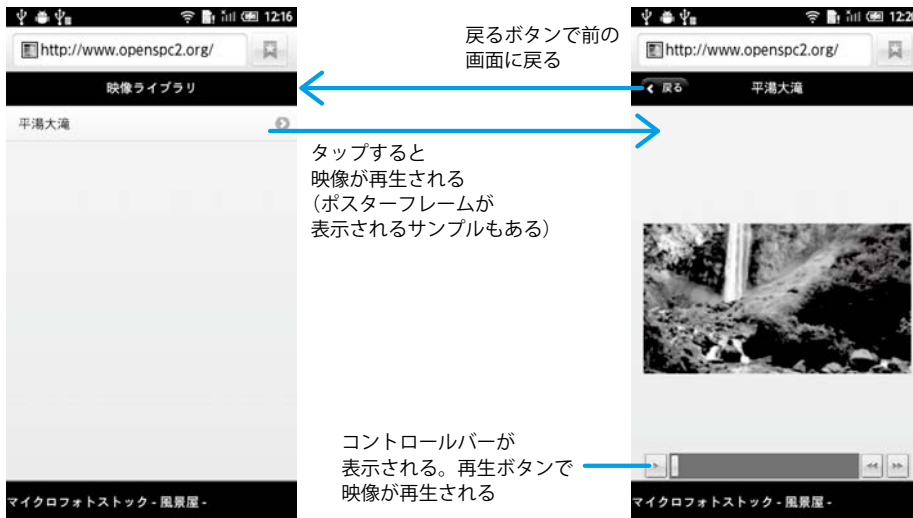 12:16
http://www.openspc2.org/
映像ライブラリ
平湯大滝
マイクロフォトストック - 風景屋 -
戻るボタンで前の
画面に戻る
タップすると
映像が再生される
（ポスターフレームが
表示されるサンプルもある）
コントロールバーが
表示される。再生ボタンで
映像が再生される
http://www.openspc2.org/
戻る
平湯大滝
マイクロフォトストック - 風景屋 -